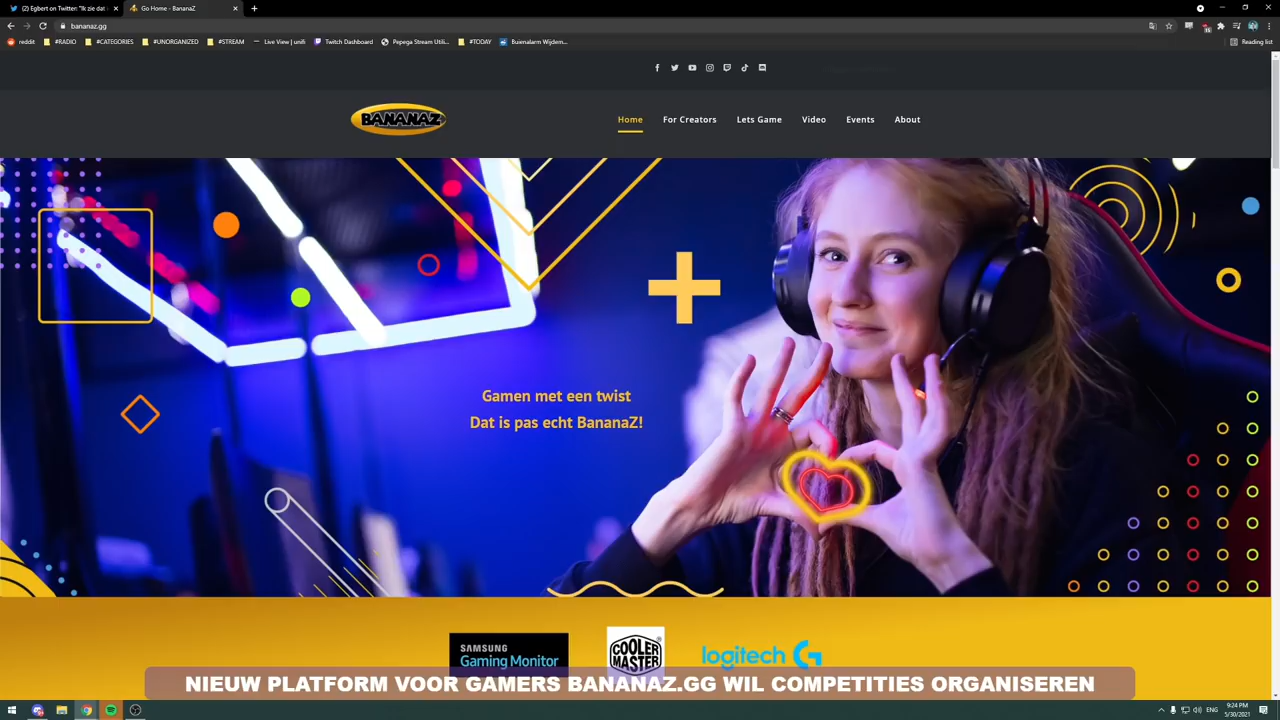 Egbert on Twitter: "Ik zie dat
Go Home - BananaZ
bananaz.gg
reddit
#RADIO
#CATEGORIES
#UNORGANIZED
#STREAM
Live View | unifi
Twitch Dashboard
Pepega Stream Utili...
#TODAY
Buienalarm Wijdem...
Reading list
BANANAZ
Home
For Creators
Lets Game
Video
Events
About
Gamen met een twist
Dat is pas echt BananaZ!
SAMSUNG
Gaming Monitor
COOLER
MASTER
logitech G
NIEUW PLATFORM VOOR GAMERS BANANAZ.GG WIL COMPETITIES ORGANISEREN
ENG
9:24 PM
5/30/2021